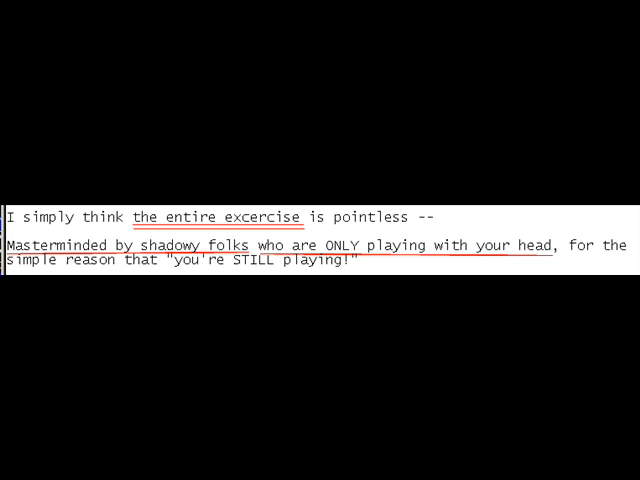 I simply think the entire excercise is pointless --
Masterminded by shadowy folks who are ONLY playing with your head, for the
simple reason that "you're STILL playing!"